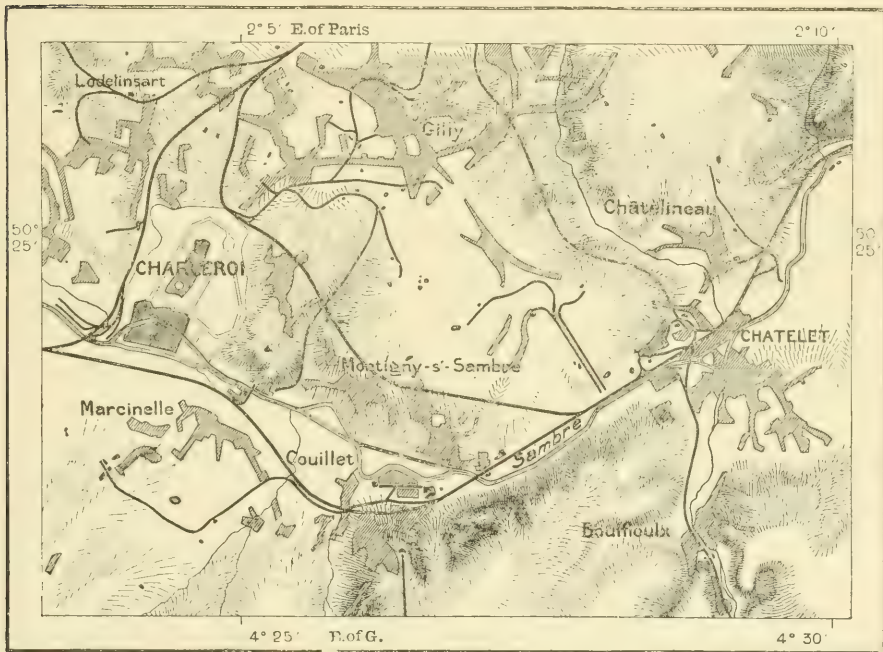 2° 5′ E. of Paris
2° 10′
Lodelinsart
Gilly
Châtelineau
50° 25′
50° 25′
CHARLEROI
CHATELET
Montigny-s'-Sambre
Marcinelle
Sambre
Couillet
Bouffioulx
4° 25′ E. of G.
4° 30′